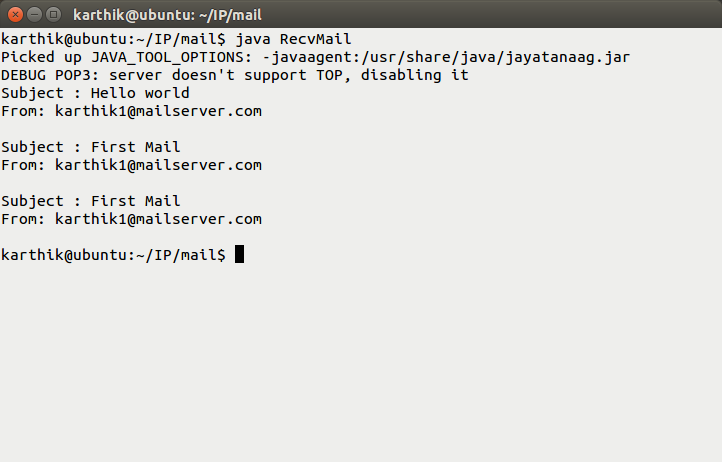 karthik@ubuntu: ~/IP/mail
karthik@ubuntu:~/IP/mail$ java RecvMail
Picked up JAVA_TOOL_OPTIONS: -javaagent:/usr/share/java/jayatanaag.jar
DEBUG POP3: server doesn't support TOP, disabling it
Subject : Hello world
From: karthik1@mailserver.com
Subject : First Mail
From: karthik1@mailserver.com
Subject : First Mail
From: karthik1@mailserver.com
karthik@ubuntu:~/IP/mail$